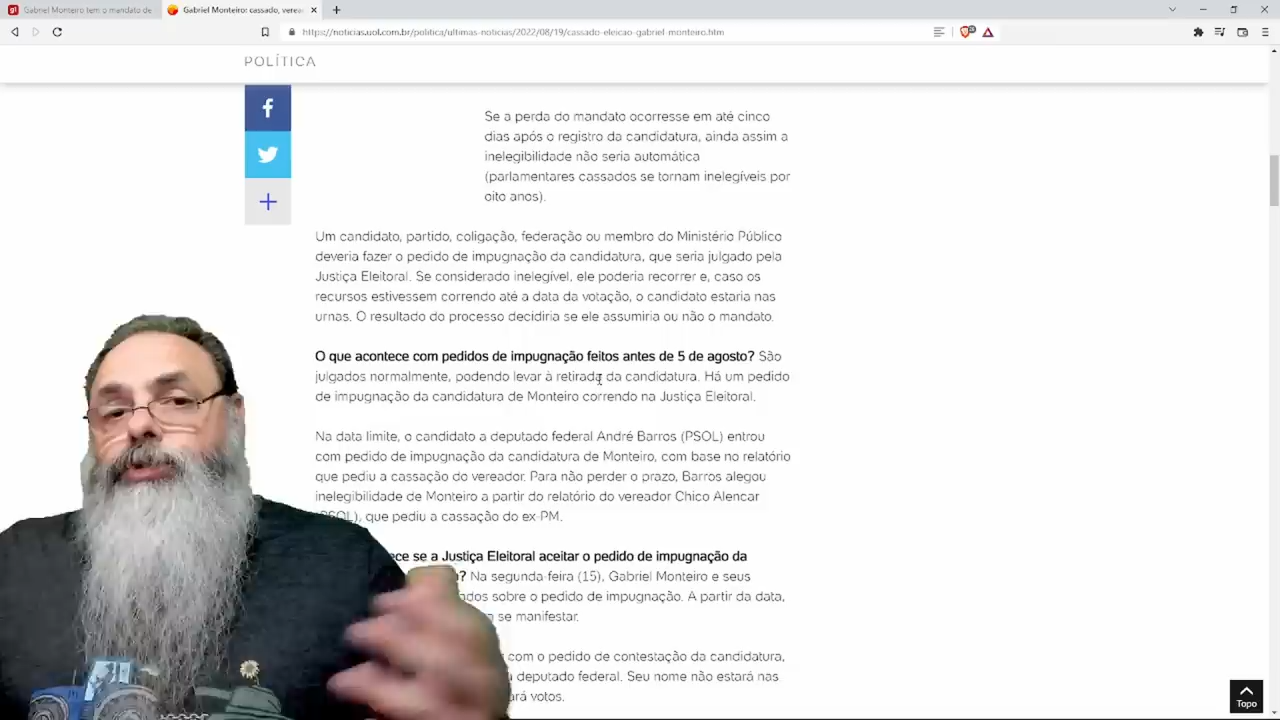 Gabriel Monteiro tem o mandato de
Gabriel Monteiro: cassado, verea
https://noticias.uol.com.br/politica/ultimas-noticias/2022/08/19/cassado-eleicao-gabriel-monteiro.htm
POLÍTICA
Se a perda do mandato ocorresse em até cinco
dias após o registro da candidatura, ainda assim a
inelegibilidade não seria automática
(parlamentares cassados se tornam inelegíveis por
oito anos).
Um candidato, partido, coligação, federação ou membro do Ministério Público
deveria fazer o pedido de impugnação da candidatura, que seria julgado pela
Justiça Eleitoral. Se considerado inelegível, ele poderia recorrer e, caso os
recursos estivessem correndo até a data da votação, o candidato estaria nas
urnas. O resultado do processo decidiria se ele assumiria ou não o mandato.
O que acontece com pedidos de impugnação feitos antes de 5 de agosto? São
julgados normalmente, podendo levar à retirada da candidatura. Há um pedido
de impugnação da candidatura de Monteiro correndo na Justiça Eleitoral.
Na data limite, o candidato a deputado federal André Barros (PSOL) entrou
com pedido de impugnação da candidatura de Monteiro, com base no relatório
que pediu a cassação do vereador. Para não perder o prazo, Barros alegou
inelegibilidade de Monteiro a partir do relatório do vereador Chico Alencar
(PSOL), que pediu a cassação do ex-PM.
ece se a Justiça Eleitoral aceitar o pedido de impugnação da
? Na segunda-feira (15), Gabriel Monteiro e seus
ados sobre o pedido de impugnação. A partir da data,
se manifestar.
com o pedido de contestação da candidatura,
deputado federal. Seu nome não estará nas
ará votos.
Topo